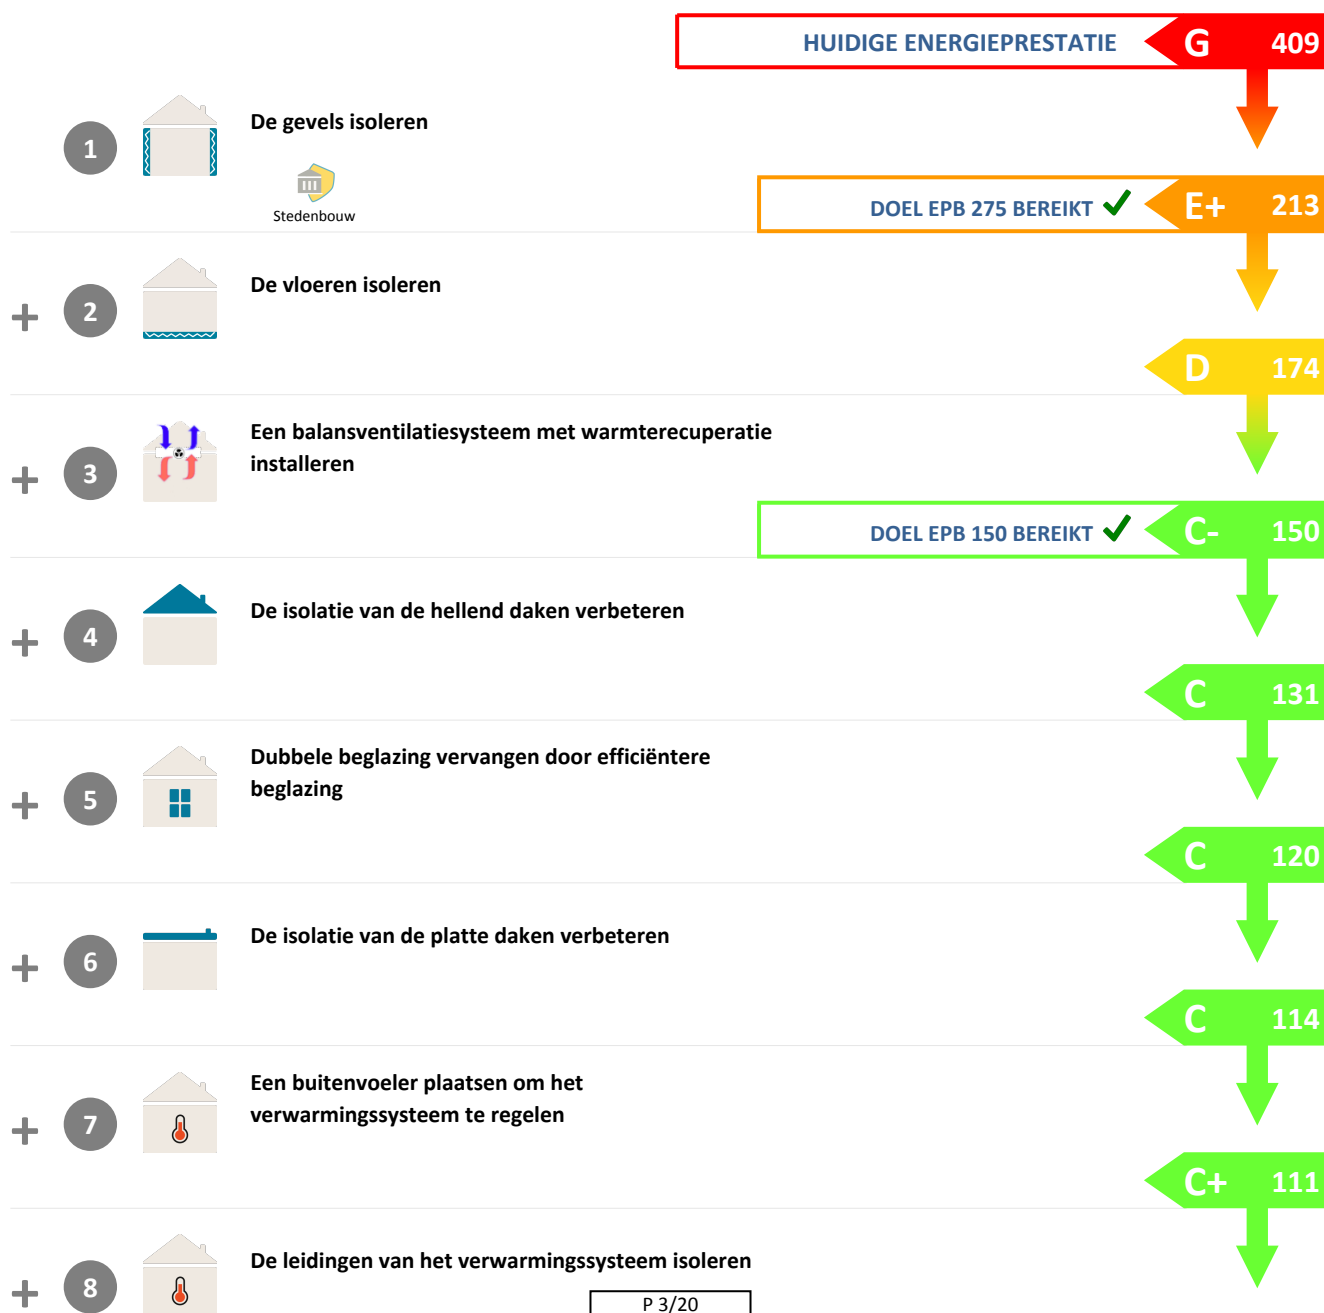 HUIDIGE ENERGIEPRESTATIE G 409
1 De gevels isoleren
Stedenbouw
DOEL EPB 275 BEREIKT E+ 213
+ 2 De vloeren isoleren
D 174
+ 3 Een balansventilatiesysteem met warmterecuperatie
installeren
DOEL EPB 150 BEREIKT C- 150
+ 4 De isolatie van de hellend daken verbeteren
C 131
+ 5 Dubbele beglazing vervangen door efficiëntere
beglazing
C 120
+ 6 De isolatie van de platte daken verbeteren
C 114
+ 7 Een buitenvoeler plaatsen om het
verwarmingssysteem te regelen
C+ 111
+ 8 De leidingen van het verwarmingssysteem isoleren
P 3/20